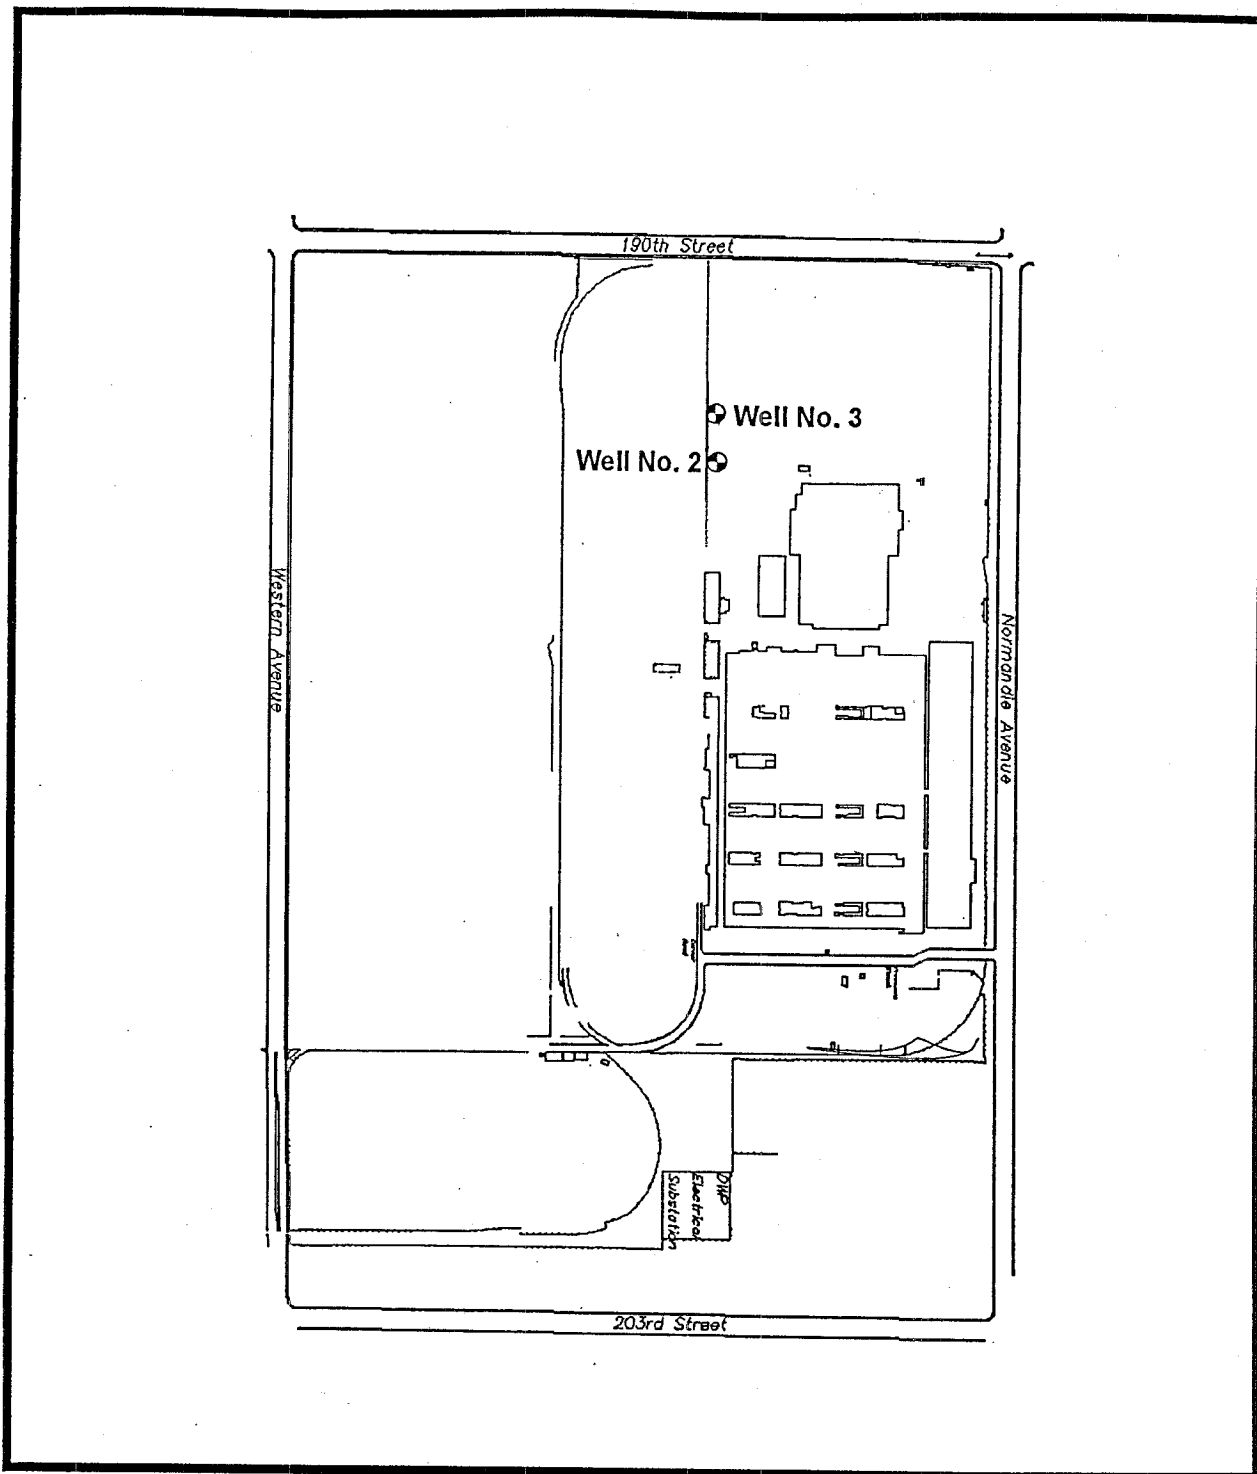 190th Street
Well No. 3
Well No. 2
Western Avenue
Normandie Avenue
DWP
Electrical
Substation
203rd Street